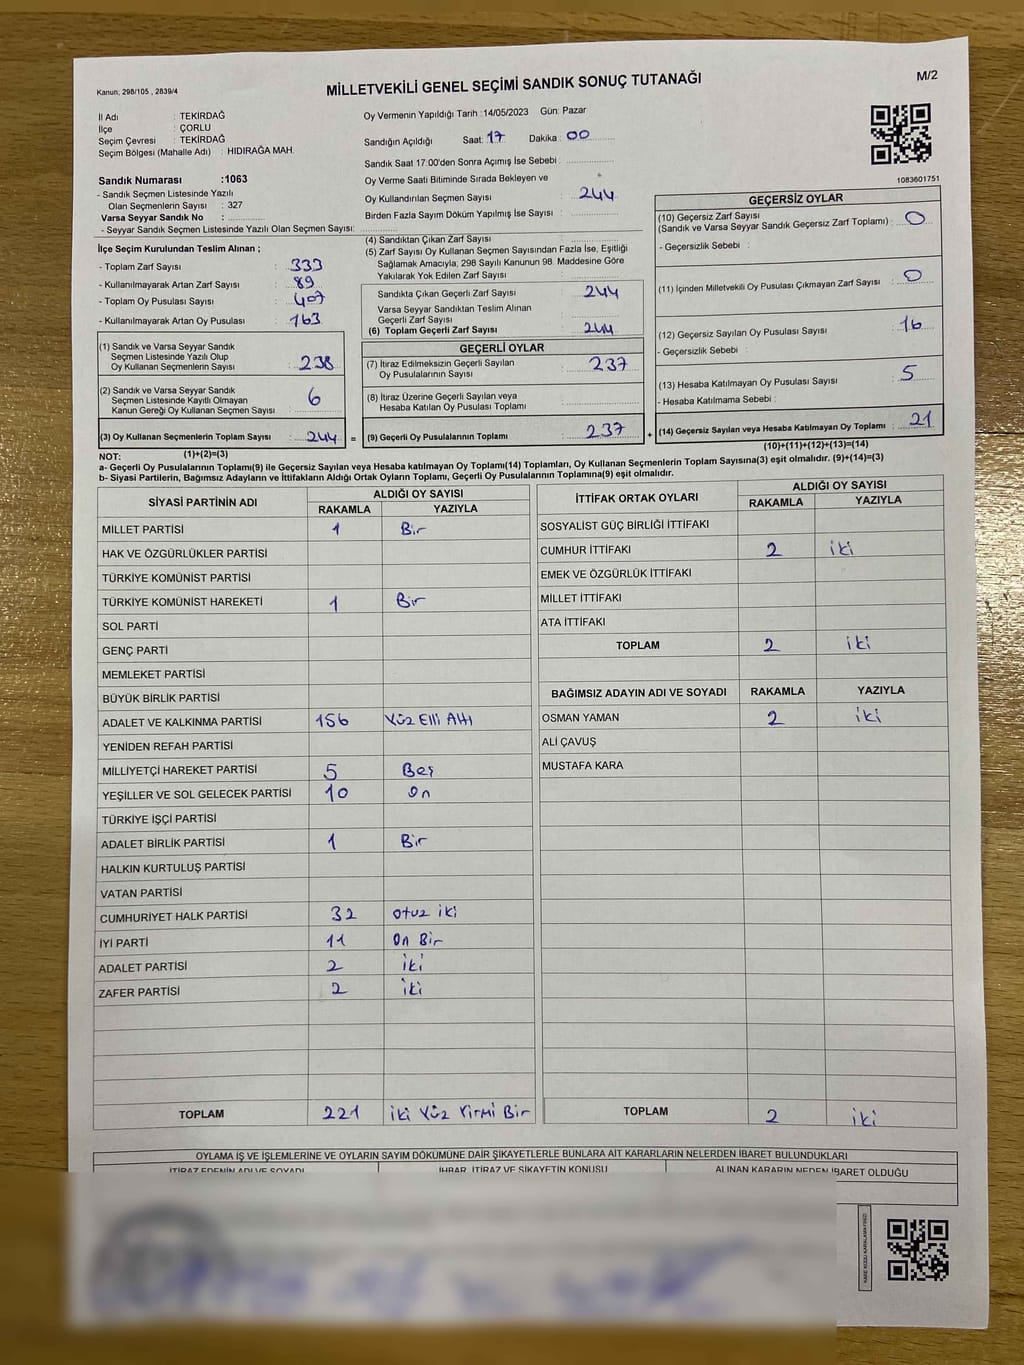 Kanun, 298/105 , 2839/4
MİLLETVEKİLİ GENEL SEÇİMİ SANDIK SONUÇ TUTANAĞI
M/2
İl Adı : TEKİRDAĞ
İlçe : ÇORLU
Seçim Çevresi : TEKİRDAĞ
Seçim Bölgesi (Mahalle Adı) : HIDIRAĞA MAH.
Oy Vermenin Yapıldığı Tarih :14/05/2023 Gün: Pazar
Sandığın Açıldığı Saat: 17 Dakika : 00
Sandık Saat 17:00'den Sonra Açımış İse Sebebi :
Oy Verme Saati Bitiminde Sırada Bekleyen ve
Oy Kullandırılan Seçmen Sayısı : 244
Birden Fazla Sayım Döküm Yapılmış İse Sayısı :
1083601751
Sandık Numarası :1063
- Sandık Seçmen Listesinde Yazılı
Olan Seçmenlerin Sayısı : 327
Varsa Seyyar Sandık No :
- Seyyar Sandık Seçmen Listesinde Yazılı Olan Seçmen Sayısı:
İlçe Seçim Kurulundan Teslim Alınan ;
- Toplam Zarf Sayısı : 333
- Kullanılmayarak Artan Zarf Sayısı : 89
- Toplam Oy Pusulası Sayısı : 407
- Kullanılmayarak Artan Oy Pusulası : 163
(1) Sandık ve Varsa Seyyar Sandık
Seçmen Listesinde Yazılı Olup
Oy Kullanan Seçmenlerin Sayısı : 238
(2) Sandık ve Varsa Seyyar Sandık
Seçmen Listesinde Kayıtlı Olmayan
Kanun Gereği Oy Kullanan Seçmen Sayısı : 6
(3) Oy Kullanan Seçmenlerin Toplam Sayısı : 244 =
(4) Sandıktan Çıkan Zarf Sayısı :
(5) Zarf Sayısı Oy Kullanan Seçmen Sayısından Fazla İse, Eşitliği
Sağlamak Amacıyla; 298 Sayılı Kanunun 98. Maddesine Göre
Yakılarak Yok Edilen Zarf Sayısı :
Sandıkta Çıkan Geçerli Zarf Sayısı : 244
Varsa Seyyar Sandıktan Teslim Alınan
Geçerli Zarf Sayısı :
(6) Toplam Geçerli Zarf Sayısı : 244
GEÇERLİ OYLAR
(7) İtiraz Edilmeksizin Geçerli Sayılan
Oy Pusulalarının Sayısı : 237
(8) İtiraz Üzerine Geçerli Sayılan veya
Hesaba Katılan Oy Pusulası Toplamı :
(9) Geçerli Oy Pusulalarının Toplamı : 237 +
GEÇERSİZ OYLAR
(10) Geçersiz Zarf Sayısı
(Sandık ve Varsa Seyyar Sandık Geçersiz Zarf Toplamı) : 0
- Geçersizlik Sebebi :
(11) İçinden Milletvekili Oy Pusulası Çıkmayan Zarf Sayısı : 0
(12) Geçersiz Sayılan Oy Pusulası Sayısı : 16
- Geçersizlik Sebebi :
(13) Hesaba Katılmayan Oy Pusulası Sayısı : 5
- Hesaba Katılmama Sebebi :
(14) Geçersiz Sayılan veya Hesaba Katılmayan Oy Toplamı : 21
NOT: (1)+(2)=(3)
(10)+(11)+(12)+(13)=(14)
a- Geçerli Oy Pusulalarının Toplamı(9) ile Geçersiz Sayılan veya Hesaba katılmayan Oy Toplamı(14) Toplamları, Oy Kullanan Seçmenlerin Toplam Sayısına(3) eşit olmalıdır. (9)+(14)=(3)
b- Siyasi Partilerin, Bağımsız Adayların ve İttifakların Aldığı Ortak Oyların Toplamı, Geçerli Oy Pusulalarının Toplamına(9) eşit olmalıdır.
SİYASİ PARTİNİN ADI ALDIĞI OY SAYISI
RAKAMLA YAZIYLA
MİLLET PARTİSİ 1 Bir
HAK VE ÖZGÜRLÜKLER PARTİSİ
TÜRKİYE KOMÜNİST PARTİSİ
TÜRKİYE KOMÜNİST HAREKETİ 1 Bir
SOL PARTİ
GENÇ PARTİ
MEMLEKET PARTİSİ
BÜYÜK BİRLİK PARTİSİ
ADALET VE KALKINMA PARTİSİ 156 Yüz Elli Altı
YENİDEN REFAH PARTİSİ
MİLLİYETÇİ HAREKET PARTİSİ 5 Beş
YEŞİLLER VE SOL GELECEK PARTİSİ 10 On
TÜRKİYE İŞÇİ PARTİSİ
ADALET BİRLİK PARTİSİ 1 Bir
HALKIN KURTULUŞ PARTİSİ
VATAN PARTİSİ
CUMHURİYET HALK PARTİSİ 32 otuz iki
İYİ PARTİ 11 On Bir
ADALET PARTİSİ 2 iki
ZAFER PARTİSİ 2 iki
TOPLAM 221 iki Yüz Yirmi Bir
İTTİFAK ORTAK OYLARI ALDIĞI OY SAYISI
RAKAMLA YAZIYLA
SOSYALİST GÜÇ BİRLİĞİ İTTİFAKI
CUMHUR İTTİFAKI 2 iki
EMEK VE ÖZGÜRLÜK İTTİFAKI
MİLLET İTTİFAKI
ATA İTTİFAKI
TOPLAM 2 iki
BAĞIMSIZ ADAYIN ADI VE SOYADI RAKAMLA YAZIYLA
OSMAN YAMAN 2 iki
ALİ ÇAVUŞ
MUSTAFA KARA
TOPLAM 2 iki
OYLAMA İŞ VE İŞLEMLERİNE VE OYLARIN SAYIM DÖKÜMÜNE DAİR ŞİKAYETLERLE BUNLARA AİT KARARLARIN NELERDEN İBARET BULUNDUKLARI
İTİRAZ EDENİN ADI VE SOYADI İHBAR, İTİRAZ VE ŞİKAYETİN KONUSU ALINAN KARARIN NEDEN İBARET OLDUĞU